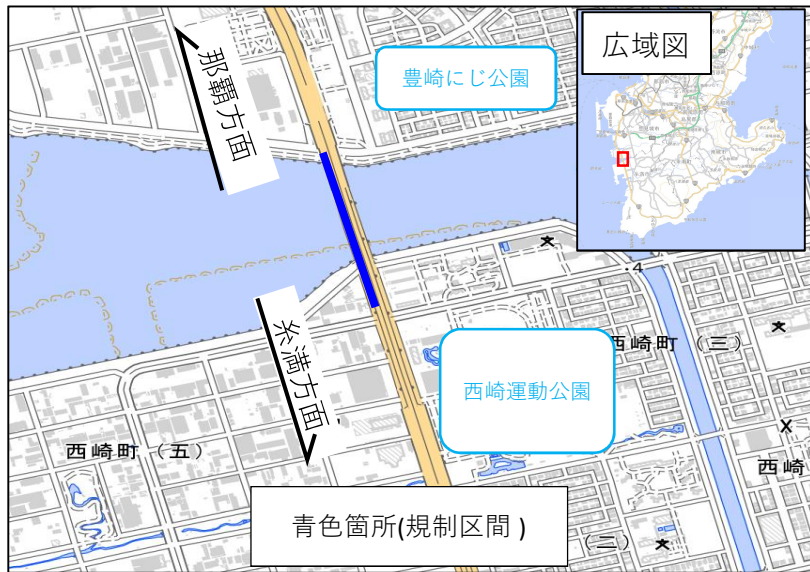 那覇方面
豊崎にじ公園
広域図
糸満方面
・4
西崎町（三）
西崎運動公園
西崎町（五）
西崎
青色箇所(規制区間 )
（二）